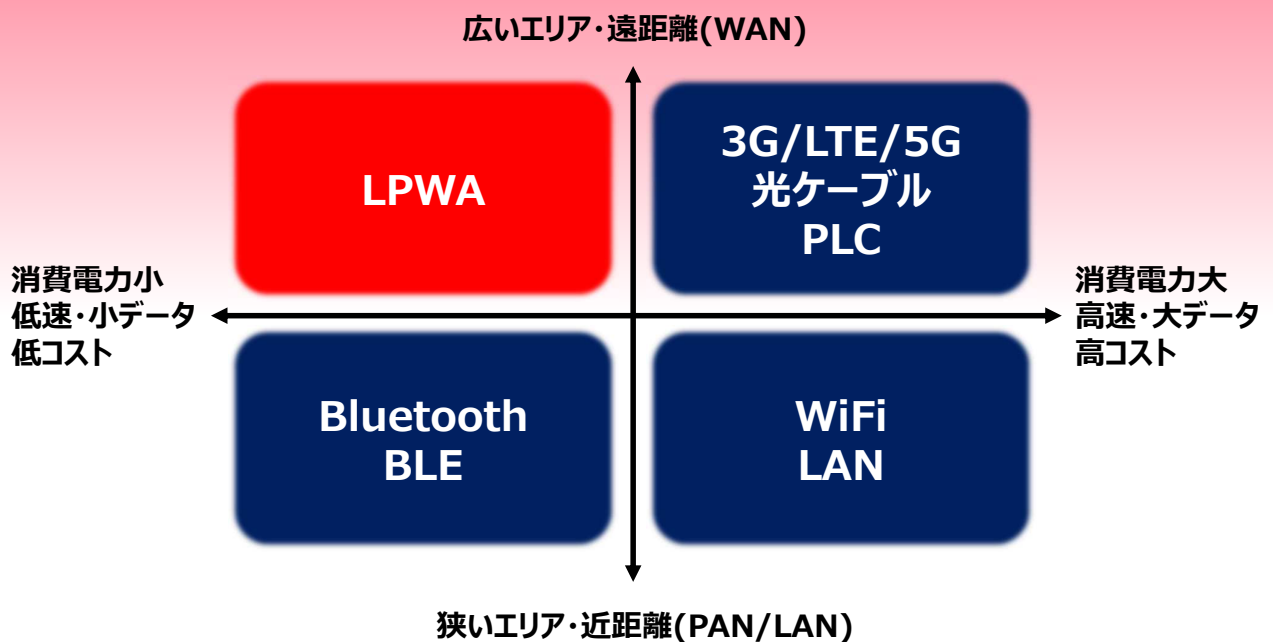 広いエリア・遠距離(WAN)
LPWA
3G/LTE/5G
光ケーブル
PLC
消費電力小
低速・小データ
低コスト
消費電力大
高速・大データ
高コスト
Bluetooth
BLE
WiFi
LAN
狭いエリア・近距離(PAN/LAN)